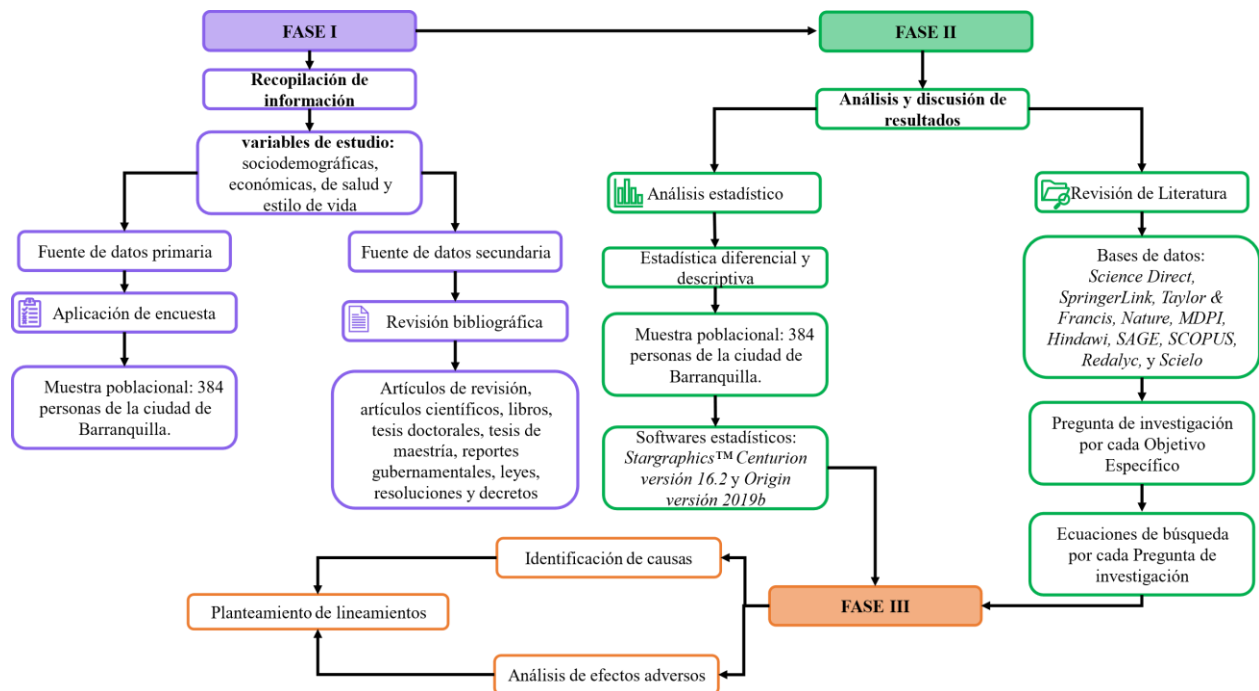 FASE I
Recopilación de
información
variables de estudio:
sociodemográficas,
económicas, de salud y
estilo de vida
Fuente de datos primaria
Aplicación de encuesta
Muestra poblacional: 384
personas de la ciudad de
Barranquilla.
Fuente de datos secundaria
Revisión bibliográfica
Artículos de revisión,
artículos científicos, libros,
tesis doctorales, tesis de
maestría, reportes
gubernamentales, leyes,
resoluciones y decretos
FASE II
Análisis y discusión de
resultados
Análisis estadístico
Estadística diferencial y
descriptiva
Muestra poblacional: 384
personas de la ciudad de
Barranquilla.
Softwares estadísticos:
Stargraphics™ Centurion
versión 16.2 y Origin
versión 2019b
Revisión de Literatura
Bases de datos:
Science Direct,
SpringerLink, Taylor &
Francis, Nature, MDPI,
Hindawi, SAGE, SCOPUS,
Redalyc, y Scielo
Pregunta de investigación
por cada Objetivo
Específico
Ecuaciones de búsqueda
por cada Pregunta de
investigación
FASE III
Identificación de causas
Planteamiento de lineamientos
Análisis de efectos adversos